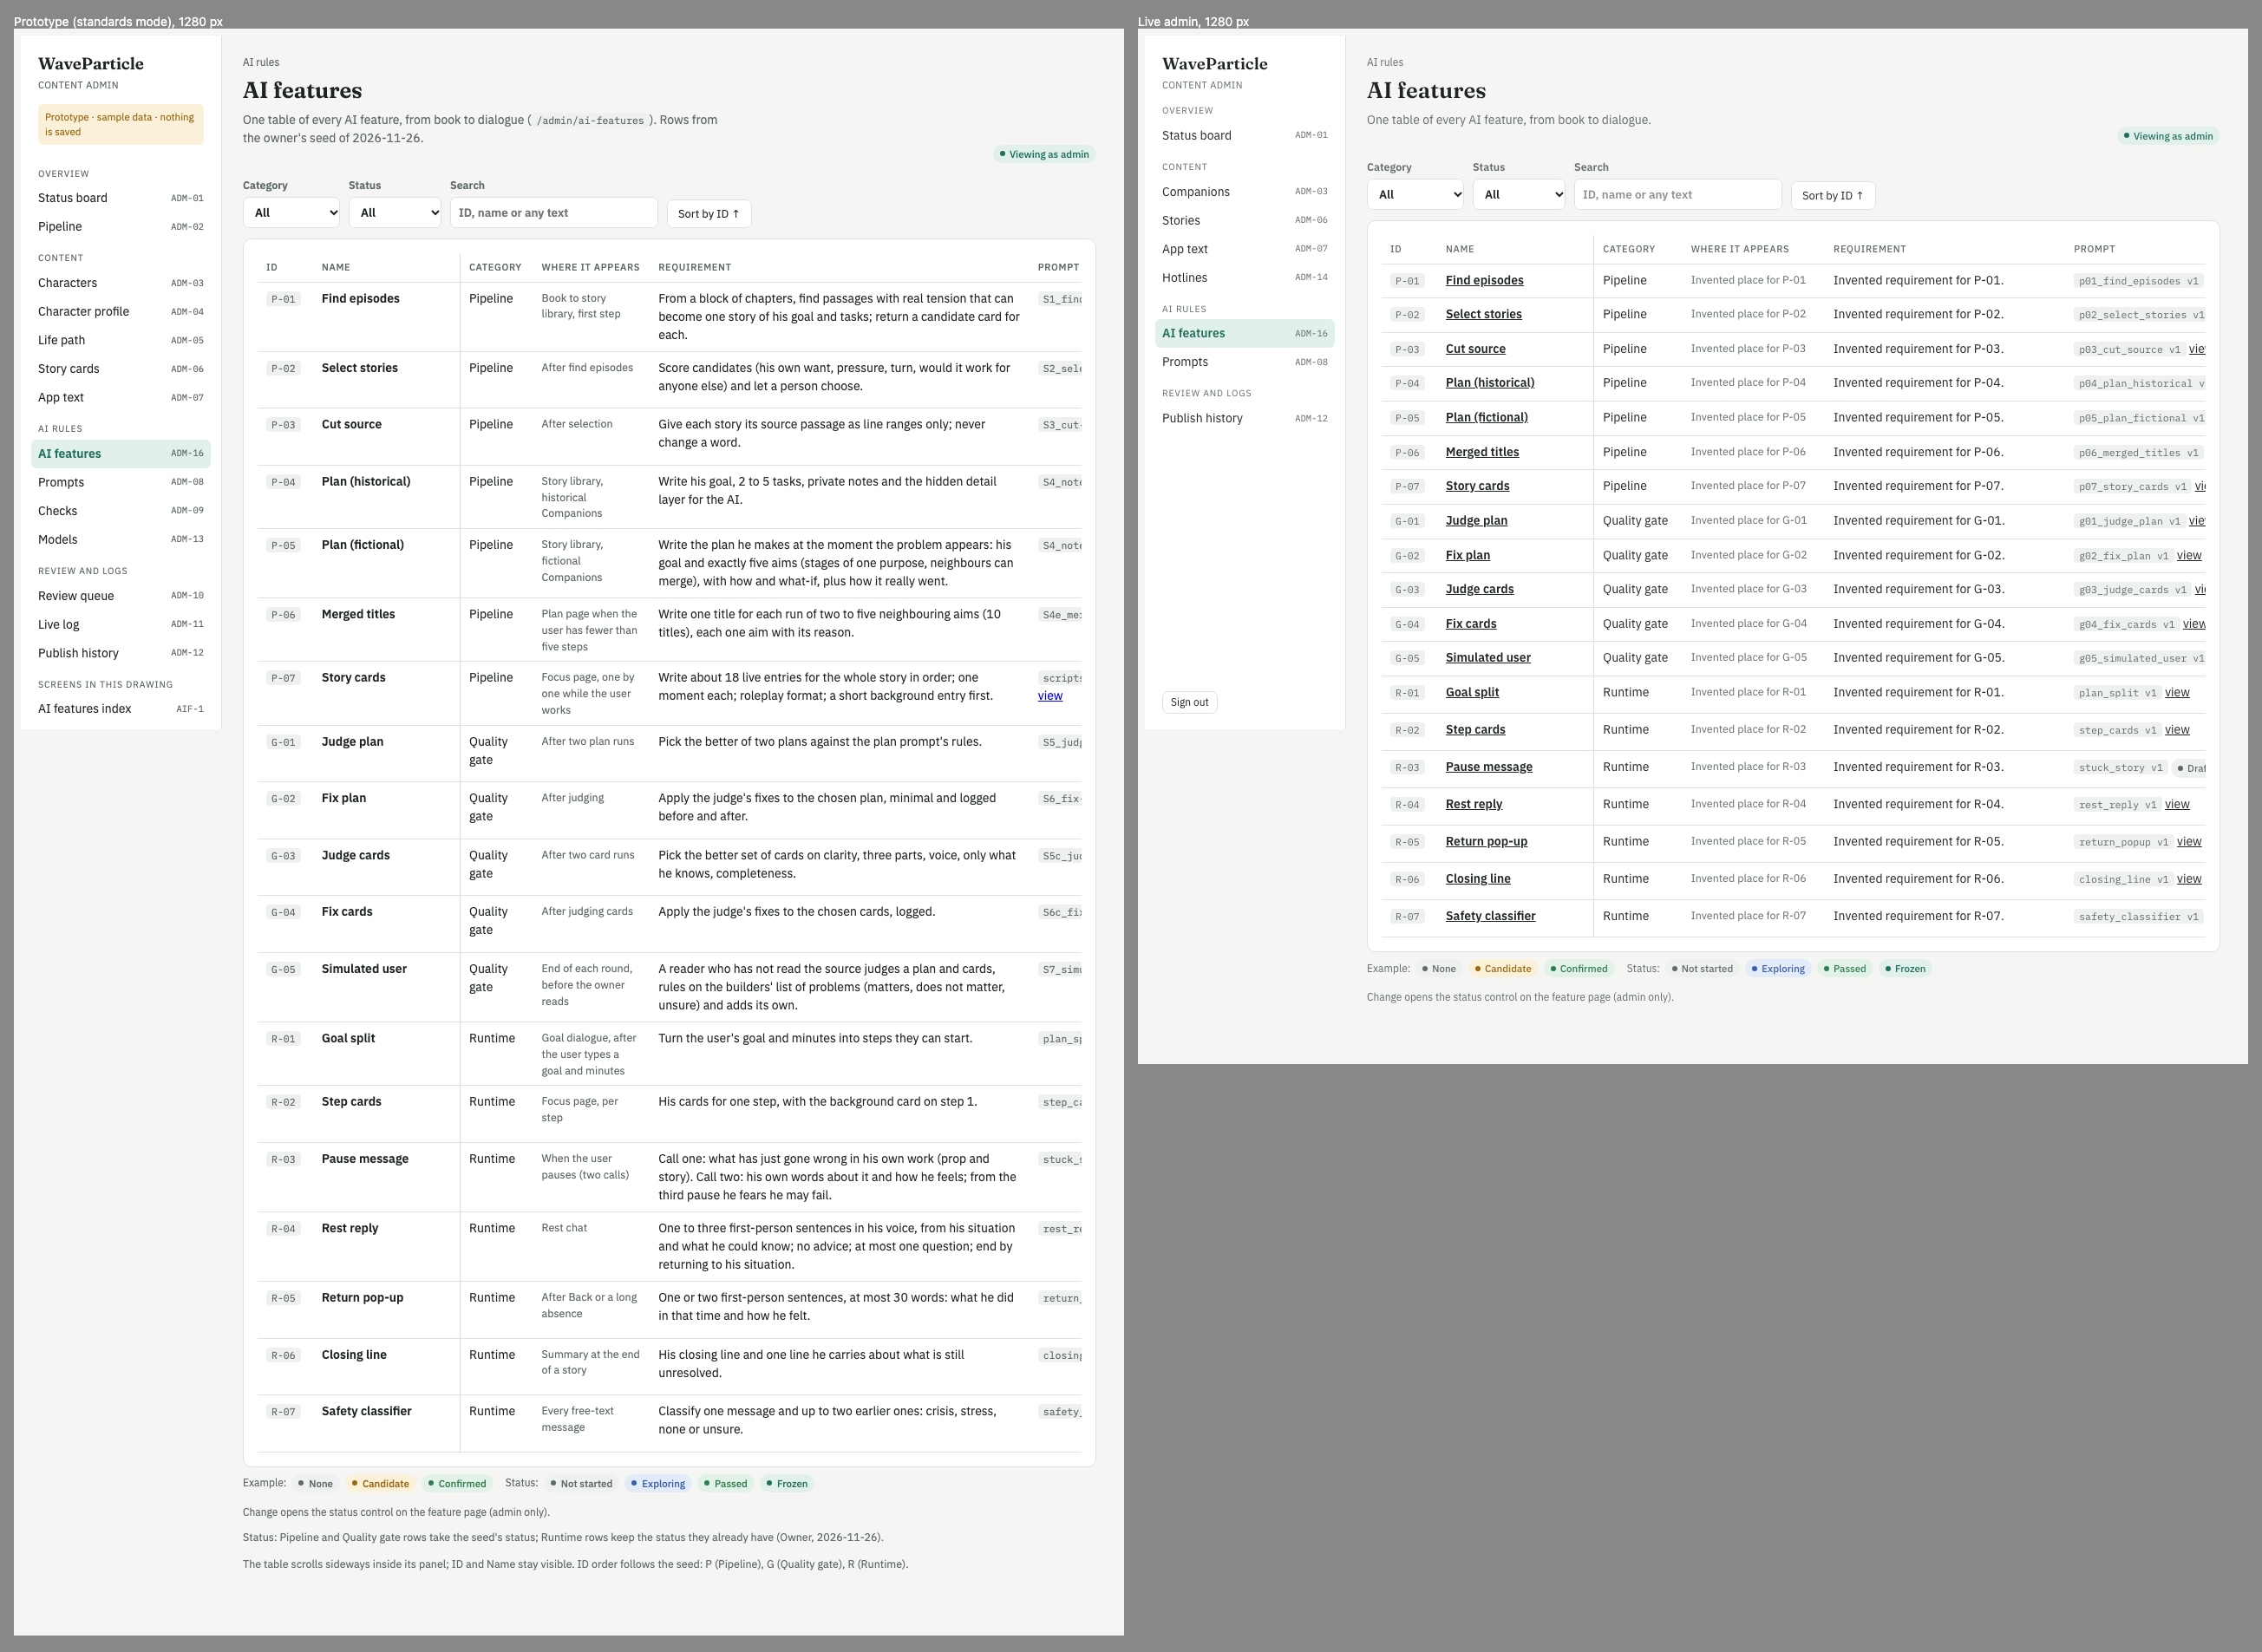 Prototype (standards mode), 1280 px
WaveParticle
CONTENT ADMIN
Prototype · sample data · nothing
is saved
OVERVIEW
Status board ADM-01
Pipeline ADM-02
CONTENT
Characters ADM-03
Character profile ADM-04
Life path ADM-05
Story cards ADM-06
App text ADM-07
AI RULES
AI features ADM-16
Prompts ADM-08
Checks ADM-09
Models ADM-13
REVIEW AND LOGS
Review queue ADM-10
Live log ADM-11
Publish history ADM-12
SCREENS IN THIS DRAWING
AI features index AIF-1
AI rules
AI features
One table of every AI feature, from book to dialogue ( /admin/ai-features ). Rows from
the owner's seed of 2026-11-26.
Viewing as admin
Category Status Search
All All ID, name or any text Sort by ID ↑
ID NAME CATEGORY WHERE IT APPEARS REQUIREMENT PROMPT
P-01 Find episodes Pipeline Book to story From a block of chapters, find passages with real tension that can S1_find
library, first step become one story of his goal and tasks; return a candidate card for
each.
P-02 Select stories Pipeline After find episodes Score candidates (his own want, pressure, turn, would it work for S2_sele
anyone else) and let a person choose.
P-03 Cut source Pipeline After selection Give each story its source passage as line ranges only; never S3_cut-
change a word.
P-04 Plan (historical) Pipeline Story library, Write his goal, 2 to 5 tasks, private notes and the hidden detail S4_note
historical layer for the AI.
Companions
P-05 Plan (fictional) Pipeline Story library, Write the plan he makes at the moment the problem appears: his S4_note
fictional goal and exactly five aims (stages of one purpose, neighbours can
Companions merge), with how and what-if, plus how it really went.
P-06 Merged titles Pipeline Plan page when the Write one title for each run of two to five neighbouring aims (10 S4e_me
user has fewer than titles), each one aim with its reason.
five steps
P-07 Story cards Pipeline Focus page, one by Write about 18 live entries for the whole story in order; one scripts
one while the user moment each; roleplay format; a short background entry first. view
works
G-01 Judge plan Quality After two plan runs Pick the better of two plans against the plan prompt's rules. S5_judg
gate
G-02 Fix plan Quality After judging Apply the judge's fixes to the chosen plan, minimal and logged S6_fix-
gate before and after.
G-03 Judge cards Quality After two card runs Pick the better set of cards on clarity, three parts, voice, only what S5c_juc
gate he knows, completeness.
G-04 Fix cards Quality After judging cards Apply the judge's fixes to the chosen cards, logged. S6c_fix
gate
G-05 Simulated user Quality End of each round, A reader who has not read the source judges a plan and cards, S7_simu
gate before the owner rules on the builders' list of problems (matters, does not matter,
reads unsure) and adds its own.
R-01 Goal split Runtime Goal dialogue, after Turn the user's goal and minutes into steps they can start. plan_sp
the user types a
goal and minutes
R-02 Step cards Runtime Focus page, per His cards for one step, with the background card on step 1. step_ca
step
R-03 Pause message Runtime When the user Call one: what has just gone wrong in his own work (prop and stuck_s
pauses (two calls) story). Call two: his own words about it and how he feels; from the
third pause he fears he may fail.
R-04 Rest reply Runtime Rest chat One to three first-person sentences in his voice, from his situation rest_re
and what he could know; no advice; at most one question; end by
returning to his situation.
R-05 Return pop-up Runtime After Back or a long One or two first-person sentences, at most 30 words: what he did return_
absence in that time and how he felt.
R-06 Closing line Runtime Summary at the end His closing line and one line he carries about what is still closing
of a story unresolved.
R-07 Safety classifier Runtime Every free-text Classify one message and up to two earlier ones: crisis, stress, safety_
message none or unsure.
Example: None Candidate Confirmed Status: Not started Exploring Passed Frozen
Change opens the status control on the feature page (admin only).
Status: Pipeline and Quality gate rows take the seed's status; Runtime rows keep the status they already have (Owner, 2026-11-26).
The table scrolls sideways inside its panel; ID and Name stay visible. ID order follows the seed: P (Pipeline), G (Quality gate), R (Runtime).
Live admin, 1280 px
WaveParticle
CONTENT ADMIN
OVERVIEW
Status board ADM-01
CONTENT
Companions ADM-03
Stories ADM-06
App text ADM-07
Hotlines ADM-14
AI RULES
AI features ADM-16
Prompts ADM-08
REVIEW AND LOGS
Publish history ADM-12
Sign out
AI rules
AI features
One table of every AI feature, from book to dialogue.
Viewing as admin
Category Status Search
All All ID, name or any text Sort by ID ↑
ID NAME CATEGORY WHERE IT APPEARS REQUIREMENT PROMPT
P-01 Find episodes Pipeline Invented place for P-01 Invented requirement for P-01. p01_find_episodes v1
P-02 Select stories Pipeline Invented place for P-02 Invented requirement for P-02. p02_select_stories v1
P-03 Cut source Pipeline Invented place for P-03 Invented requirement for P-03. p03_cut_source v1 view
P-04 Plan (historical) Pipeline Invented place for P-04 Invented requirement for P-04. p04_plan_historical v
P-05 Plan (fictional) Pipeline Invented place for P-05 Invented requirement for P-05. p05_plan_fictional v1
P-06 Merged titles Pipeline Invented place for P-06 Invented requirement for P-06. p06_merged_titles v1
P-07 Story cards Pipeline Invented place for P-07 Invented requirement for P-07. p07_story_cards v1 vi
G-01 Judge plan Quality gate Invented place for G-01 Invented requirement for G-01. g01_judge_plan v1 view
G-02 Fix plan Quality gate Invented place for G-02 Invented requirement for G-02. g02_fix_plan v1 view
G-03 Judge cards Quality gate Invented place for G-03 Invented requirement for G-03. g03_judge_cards v1 vi
G-04 Fix cards Quality gate Invented place for G-04 Invented requirement for G-04. g04_fix_cards v1 view
G-05 Simulated user Quality gate Invented place for G-05 Invented requirement for G-05. g05_simulated_user v1
R-01 Goal split Runtime Invented place for R-01 Invented requirement for R-01. plan_split v1 view
R-02 Step cards Runtime Invented place for R-02 Invented requirement for R-02. step_cards v1 view
R-03 Pause message Runtime Invented place for R-03 Invented requirement for R-03. stuck_story v1 Draf
R-04 Rest reply Runtime Invented place for R-04 Invented requirement for R-04. rest_reply v1 view
R-05 Return pop-up Runtime Invented place for R-05 Invented requirement for R-05. return_popup v1 view
R-06 Closing line Runtime Invented place for R-06 Invented requirement for R-06. closing_line v1 view
R-07 Safety classifier Runtime Invented place for R-07 Invented requirement for R-07. safety_classifier v1
Example: None Candidate Confirmed Status: Not started Exploring Passed Frozen
Change opens the status control on the feature page (admin only).